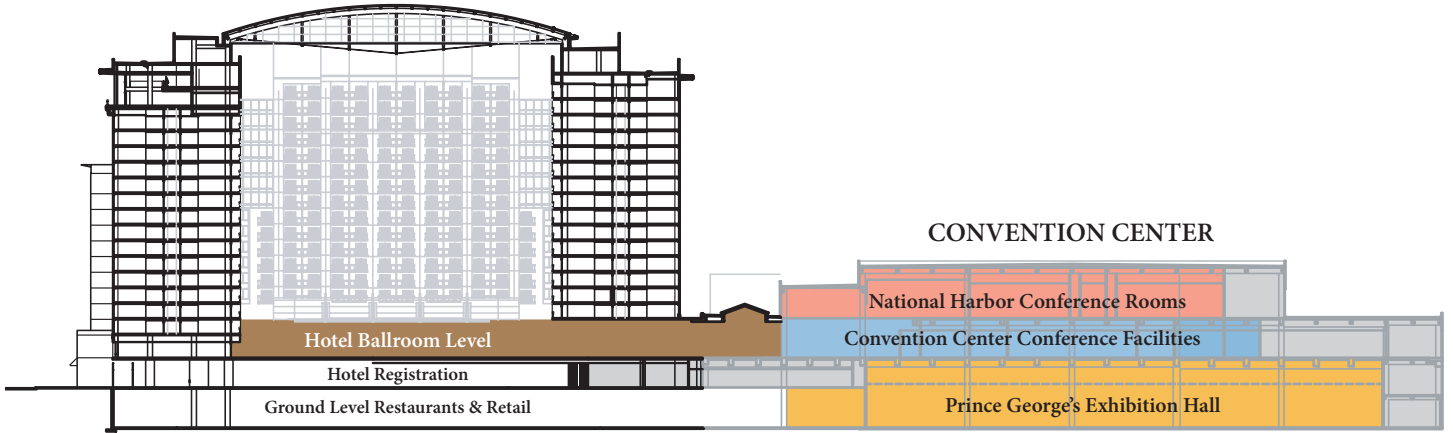 CONVENTION CENTER
National Harbor Conference Rooms
Hotel Ballroom Level
Convention Center Conference Facilities
Hotel Registration
Ground Level Restaurants & Retail
Prince George's Exhibition Hall